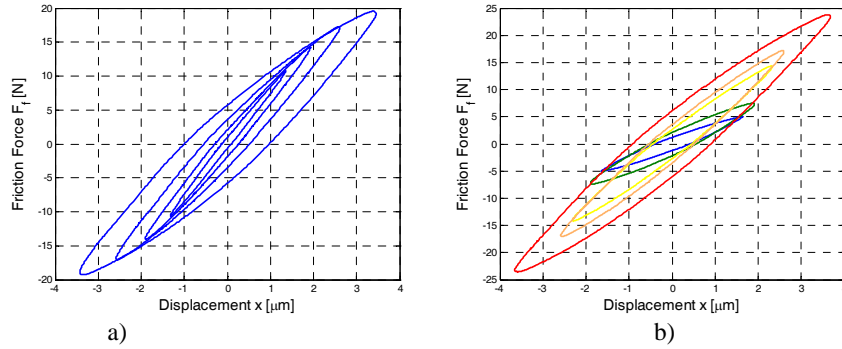 20
15
10
5
0
-5
-10
-15
-20
Friction Force F_f [N]
-4 -3 -2 -1 0 1 2 3 4
Displacement x [μm]
a)
25
20
15
10
5
0
-5
-10
-15
-20
-25
Friction Force F_f [N]
-4 -3 -2 -1 0 1 2 3
Displacement x [μm]
b)